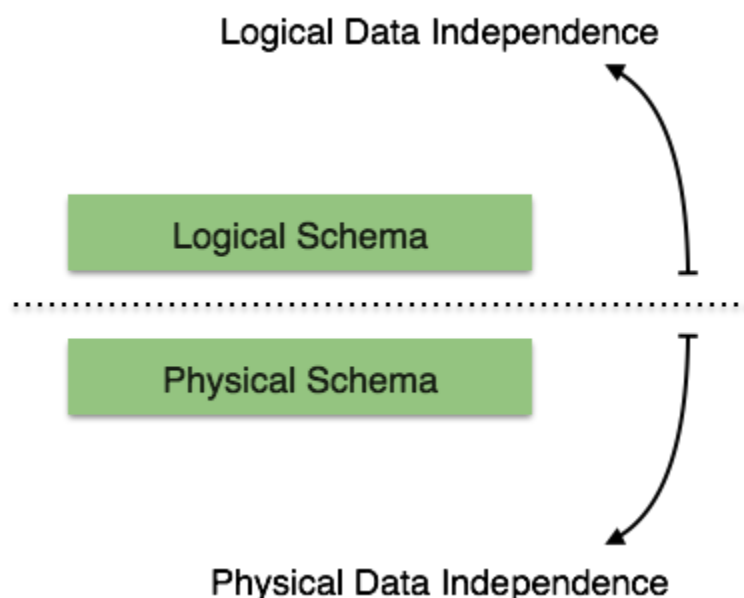 Logical Data Independence
Logical Schema
Physical Schema
Physical Data Independence